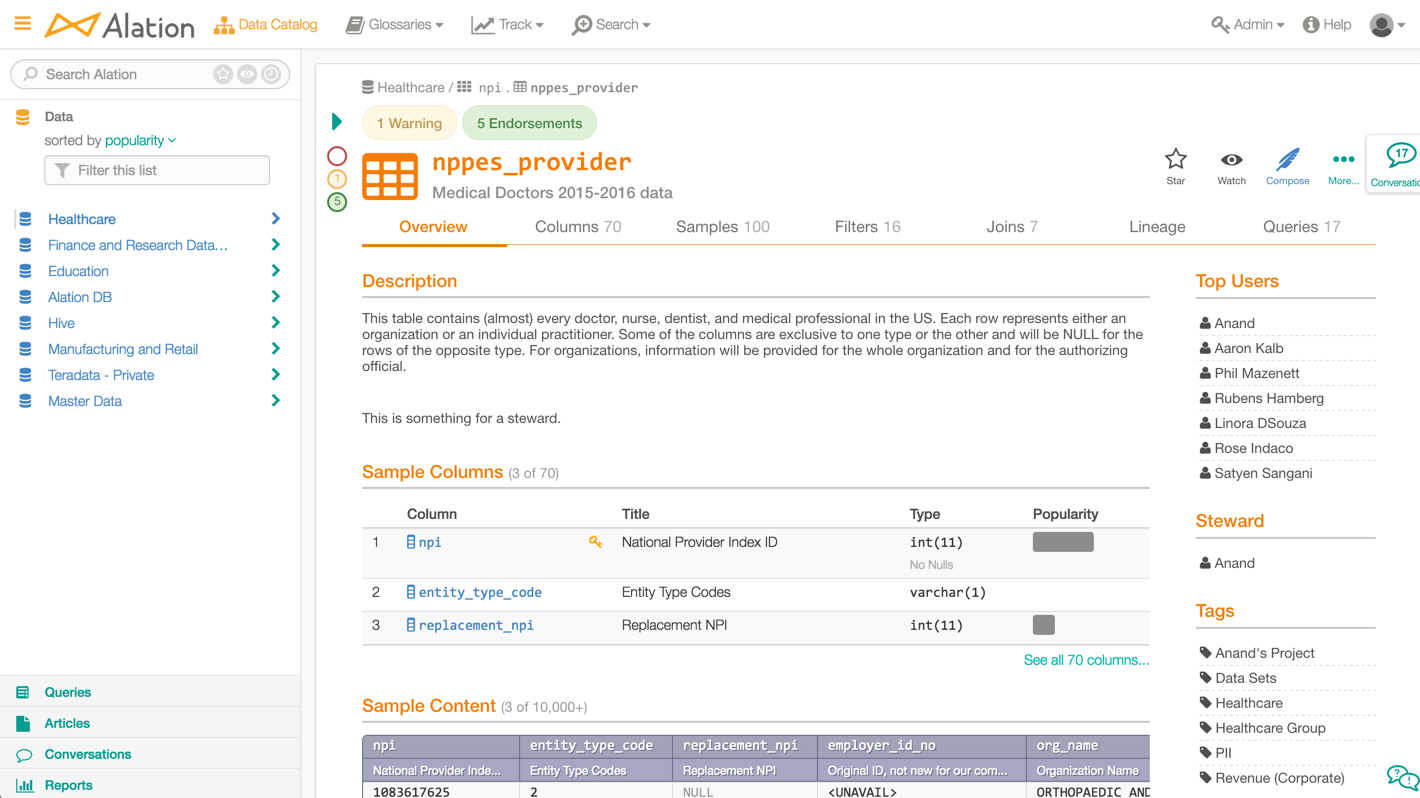 Alation
Data Catalog
Glossaries
Track
Search
Admin
Help
Search Alation
Data
sorted by popularity
Filter this list
Healthcare
Finance and Research Data...
Education
Alation DB
Hive
Manufacturing and Retail
Teradata - Private
Master Data
Queries
Articles
Conversations
Reports
Healthcare / npi . nppes_provider
1 Warning
5 Endorsements
1
5
nppes_provider
Medical Doctors 2015-2016 data
Star
Watch
Compose
More...
17
Conversatio
Overview
Columns 70
Samples 100
Filters 16
Joins 7
Lineage
Queries 17
Description
This table contains (almost) every doctor, nurse, dentist, and medical professional in the US. Each row represents either an
organization or an individual practitioner. Some of the columns are exclusive to one type or the other and will be NULL for the
rows of the opposite type. For organizations, information will be provided for the whole organization and for the authorizing
official.
This is something for a steward.
Sample Columns (3 of 70)
Column Title Type Popularity
1 npi National Provider Index ID int(11)
No Nulls
2 entity_type_code Entity Type Codes varchar(1)
3 replacement_npi Replacement NPI int(11)
See all 70 columns...
Sample Content (3 of 10,000+)
npi entity_type_code replacement_npi employer_id_no org_name
National Provider Inde... Entity Type Codes Replacement NPI Original ID, not new for our com... Organization Name
1083617625 2 NULL <UNAVAIL> ORTHOPAEDIC AND
Top Users
Anand
Aaron Kalb
Phil Mazenett
Rubens Hamberg
Linora DSouza
Rose Indaco
Satyen Sangani
Steward
Anand
Tags
Anand's Project
Data Sets
Healthcare
Healthcare Group
PII
Revenue (Corporate)